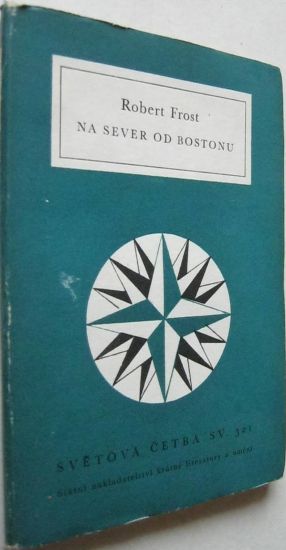 Robert Frost
NA SEVER OD BOSTONU
SVĚTOVÁ ČETBA SV. 321
Státní nakladatelství krásné literatury a umění